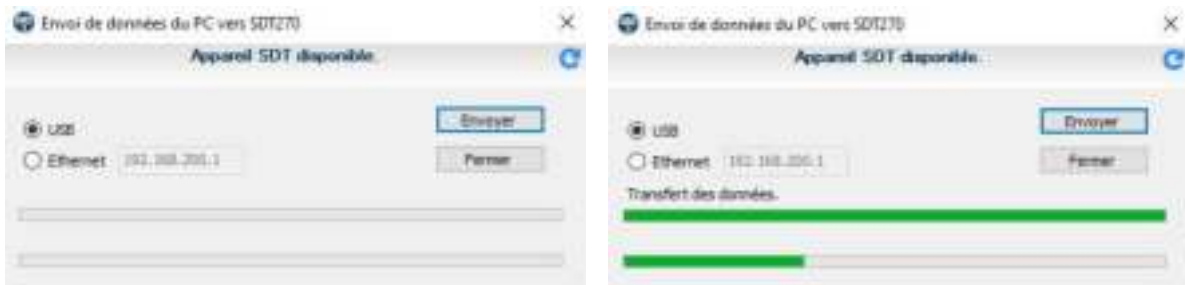 Envoi de données du PC vers SDT270
Appareil SDT disponible.
USB
Envoyer
Ethernet 192.168.200.1
Fermer
Envoi de données du PC vers SDT270
Appareil SDT disponible.
USB
Envoyer
Ethernet 192.168.200.1
Fermer
Transfert des données.